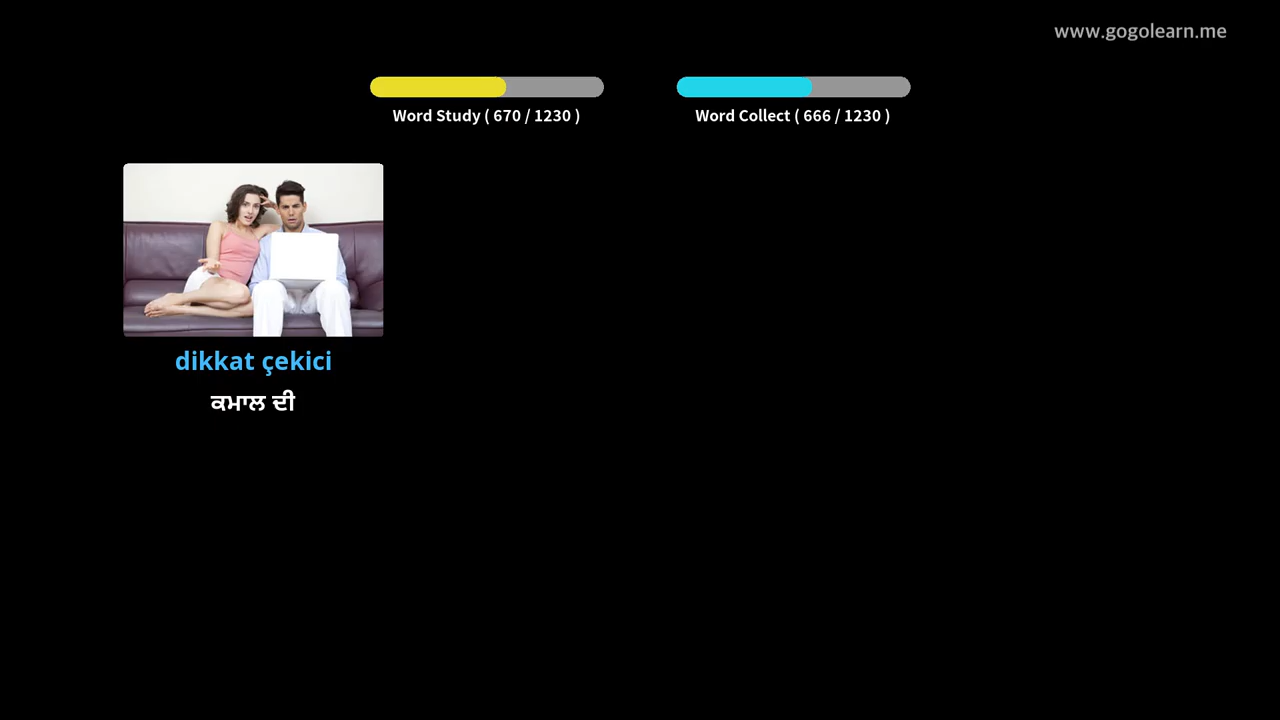 www.gogolearn.me
Word Study ( 670 / 1230 )
Word Collect ( 666 / 1230 )
dikkat çekici
ਕਮਾਲ ਦੀ